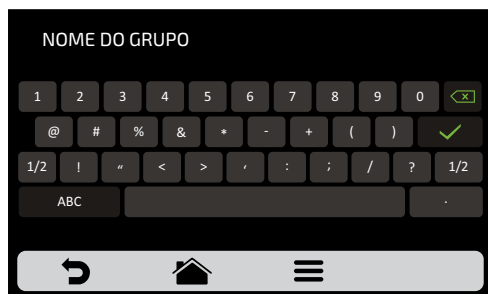 NOME DO GRUPO
1 2 3 4 5 6 7 8 9 0
@ # % & * - + ( )
1/2 ! “ < > ‘ : ; / ? 1/2
ABC .